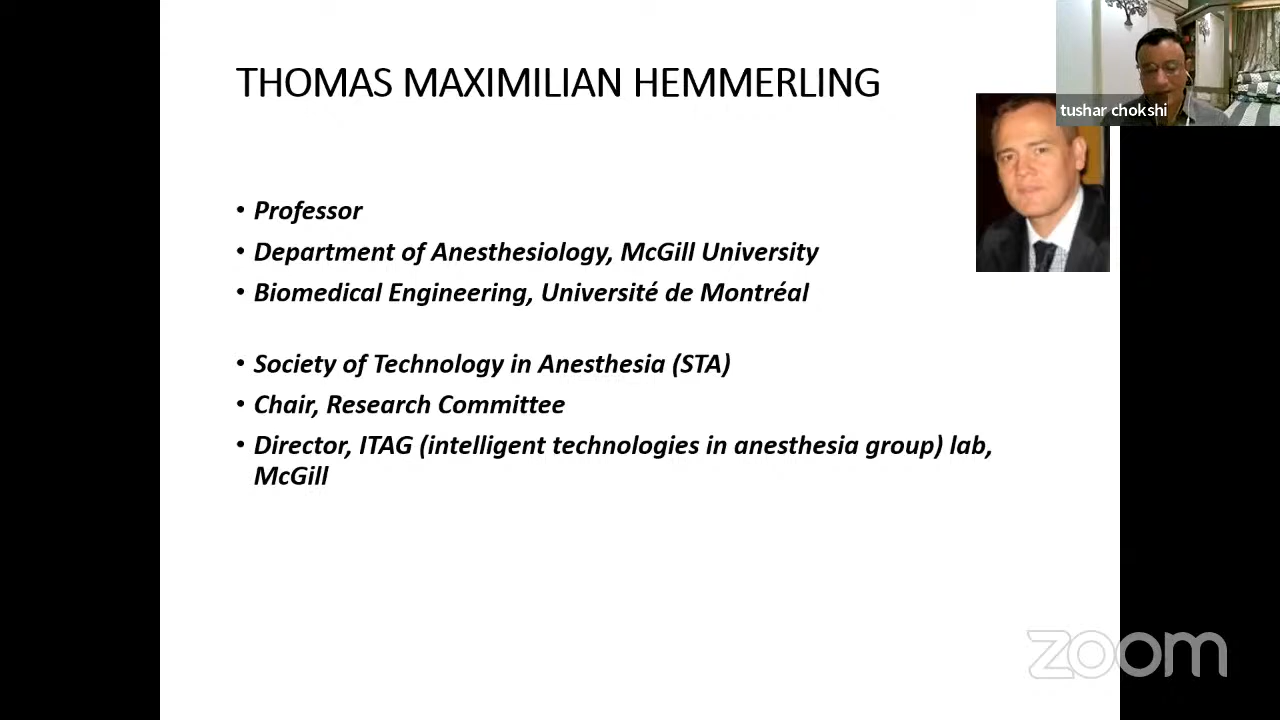 THOMAS MAXIMILIAN HEMMERLING
tushar chokshi
• Professor
• Department of Anesthesiology, McGill University
• Biomedical Engineering, Université de Montréal
• Society of Technology in Anesthesia (STA)
• Chair, Research Committee
• Director, ITAG (intelligent technologies in anesthesia group) lab,
McGill
zoom